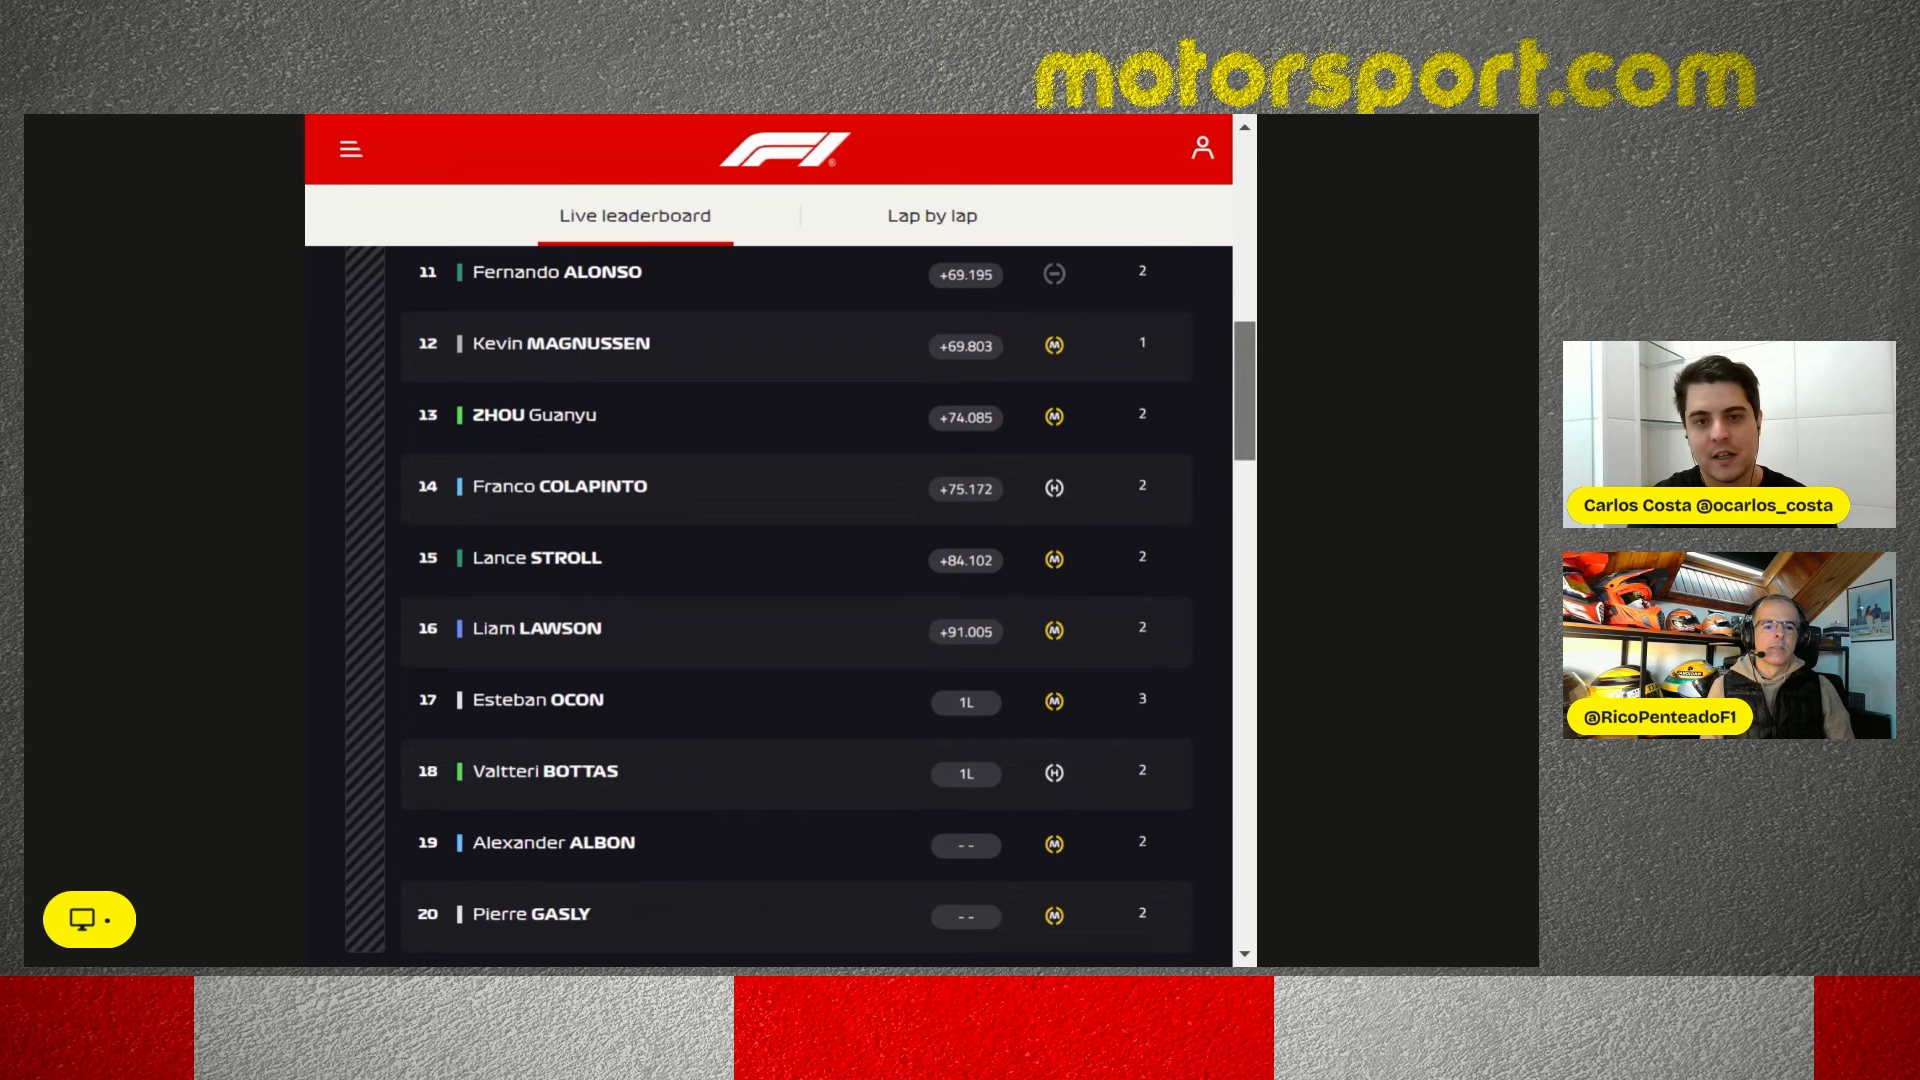 motorsport.com
F1
Live leaderboard
Lap by lap
11 Fernando ALONSO +69.195 2
12 Kevin MAGNUSSEN +69.803 M 1
13 ZHOU Guanyu +74.085 M 2
14 Franco COLAPINTO +75.172 H 2
15 Lance STROLL +84.102 M 2
16 Liam LAWSON +91.005 M 2
17 Esteban OCON 1L M 3
18 Valtteri BOTTAS 1L H 2
19 Alexander ALBON - - M 2
20 Pierre GASLY - - M 2
Carlos Costa @ocarlos_costa
@RicoPenteadoF1